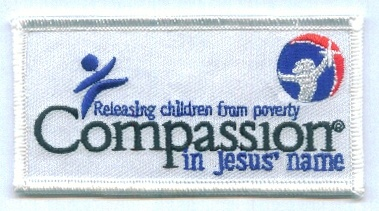 Releasing children from poverty
Compassion®
in Jesus' name